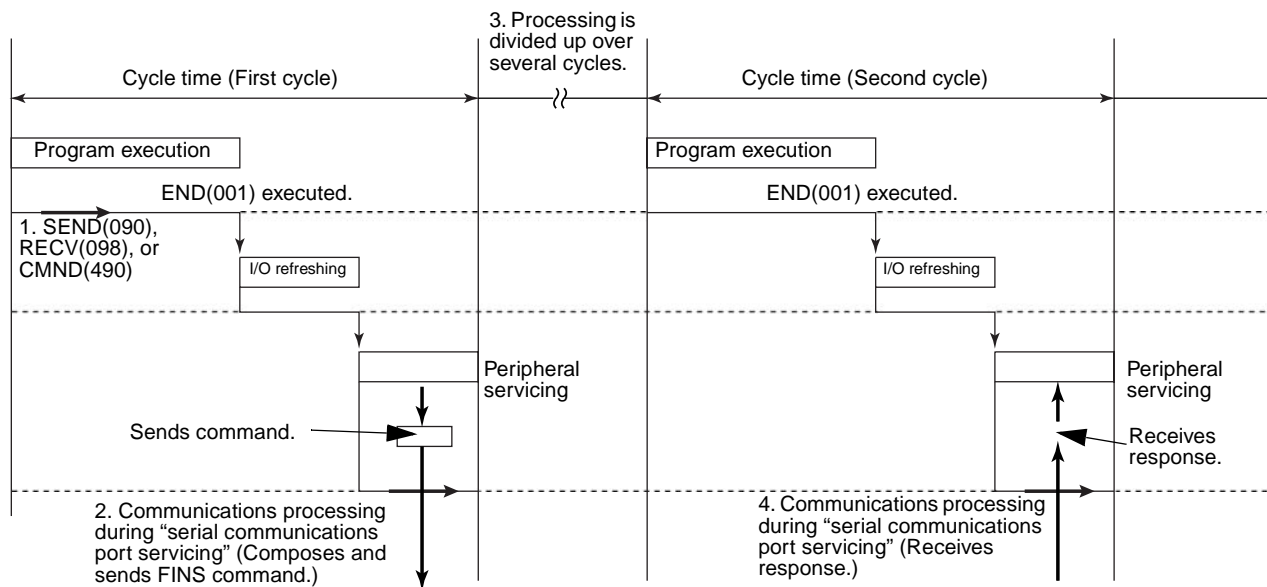 3. Processing is
divided up over
several cycles.
Cycle time (First cycle)
Cycle time (Second cycle)
Program execution
Program execution
END(001) executed.
END(001) executed.
1. SEND(090),
RECV(098), or
CMND(490)
I/O refreshing
I/O refreshing
Peripheral
servicing
Peripheral
servicing
Sends command.
Receives
response.
2. Communications processing
during “serial communications
port servicing” (Composes and
sends FINS command.)
4. Communications processing
during “serial communications
port servicing” (Receives
response.)